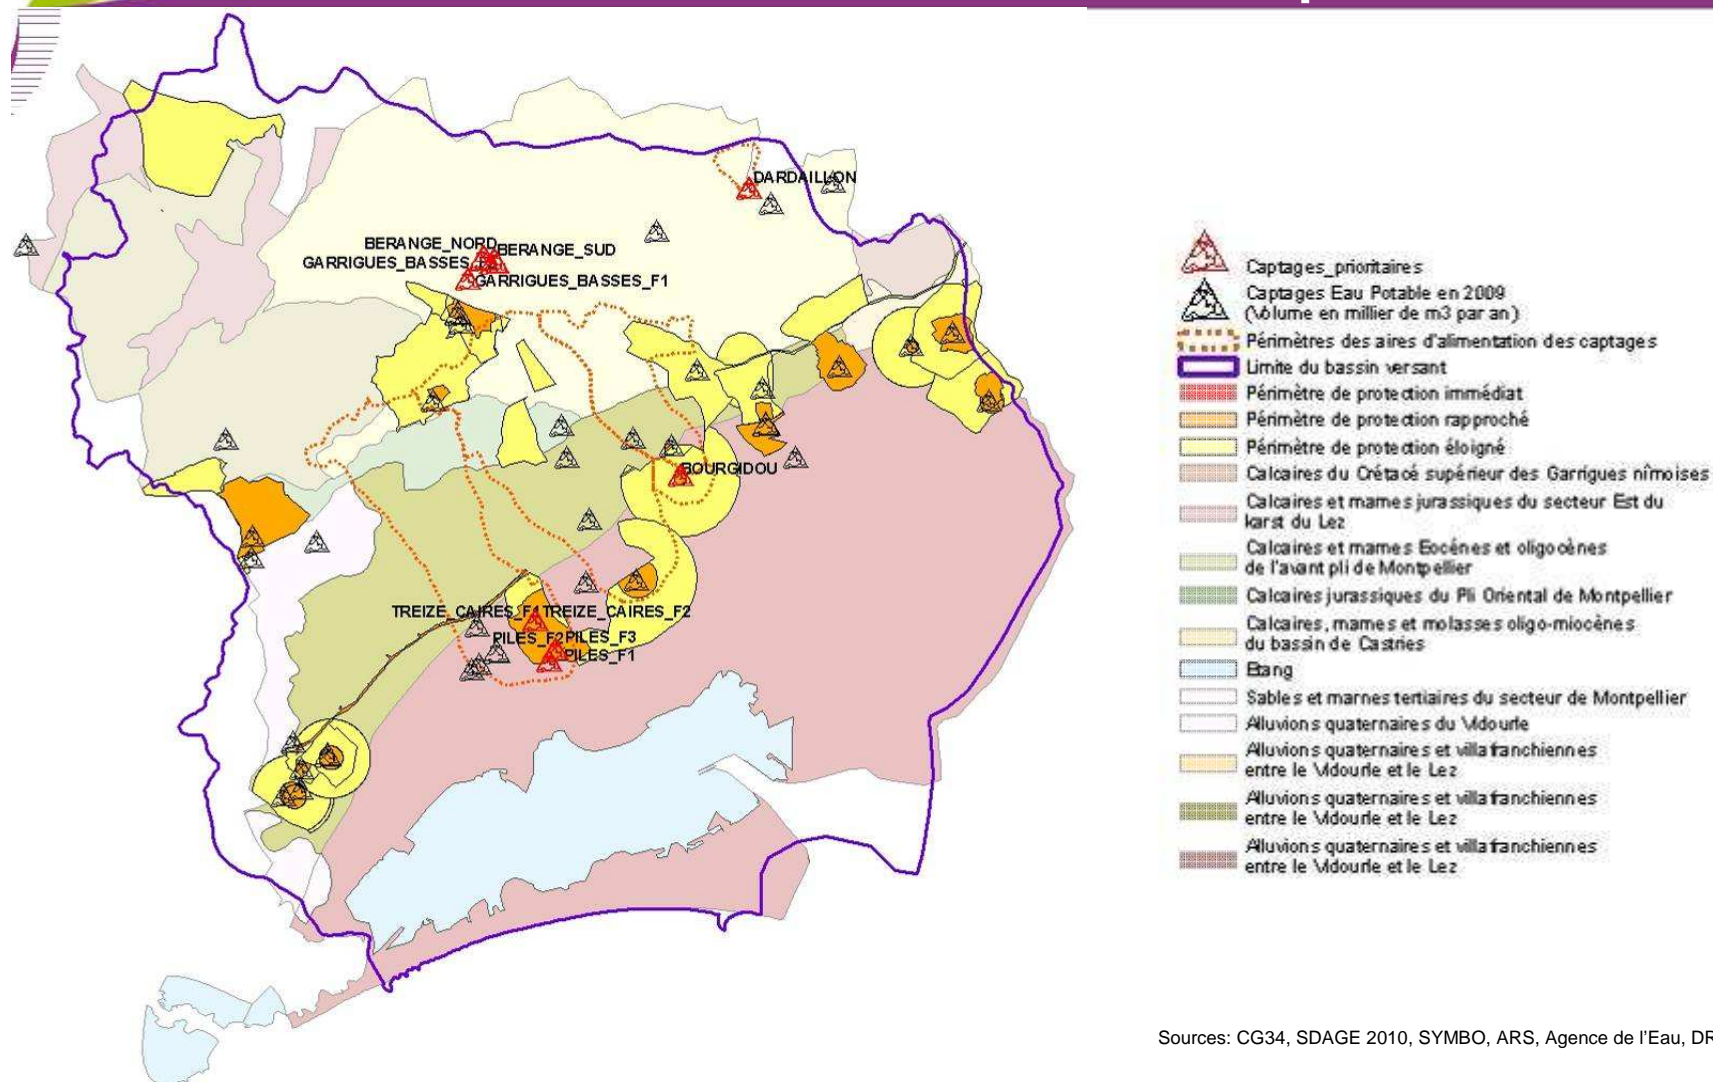 DARDAILLON
BERANGE_NORD
BERANGE_SUD
GARRIGUES_BASSES_
GARRIGUES_BASSES_F1
BOURGIDOU
TREIZE_CAIRES_F1
TREIZE_CAIRES_F2
PILES_F2
PILES_F3
PILES_F1
Captages_prioritaires
Captages Eau Potable en 2009
(Volume en millier de m3 par an)
Périmètres des aires d'alimentation des captages
Limite du bassin versant
Périmètre de protection immédiat
Périmètre de protection rapproché
Périmètre de protection éloigné
Calcaires du Crétacé supérieur des Garrigues nîmoises
Calcaires et marnes jurassiques du secteur Est du
karst du Lez
Calcaires et marnes Eocénes et oligocènes
de l'avant pli de Montpellier
Calcaires jurassiques du Pli Oriental de Montpellier
Calcaires, marnes et molasses oligo-miocènes
du bassin de Castries
Etang
Sables et marnes tertiaires du secteur de Montpellier
Alluvions quaternaires du Vidourle
Alluvions quaternaires et villafranchiennes
entre le Vidourle et le Lez
Alluvions quaternaires et villafranchiennes
entre le Vidourle et le Lez
Alluvions quaternaires et villafranchiennes
entre le Vidourle et le Lez
Sources: CG34, SDAGE 2010, SYMBO, ARS, Agence de l'Eau, DR